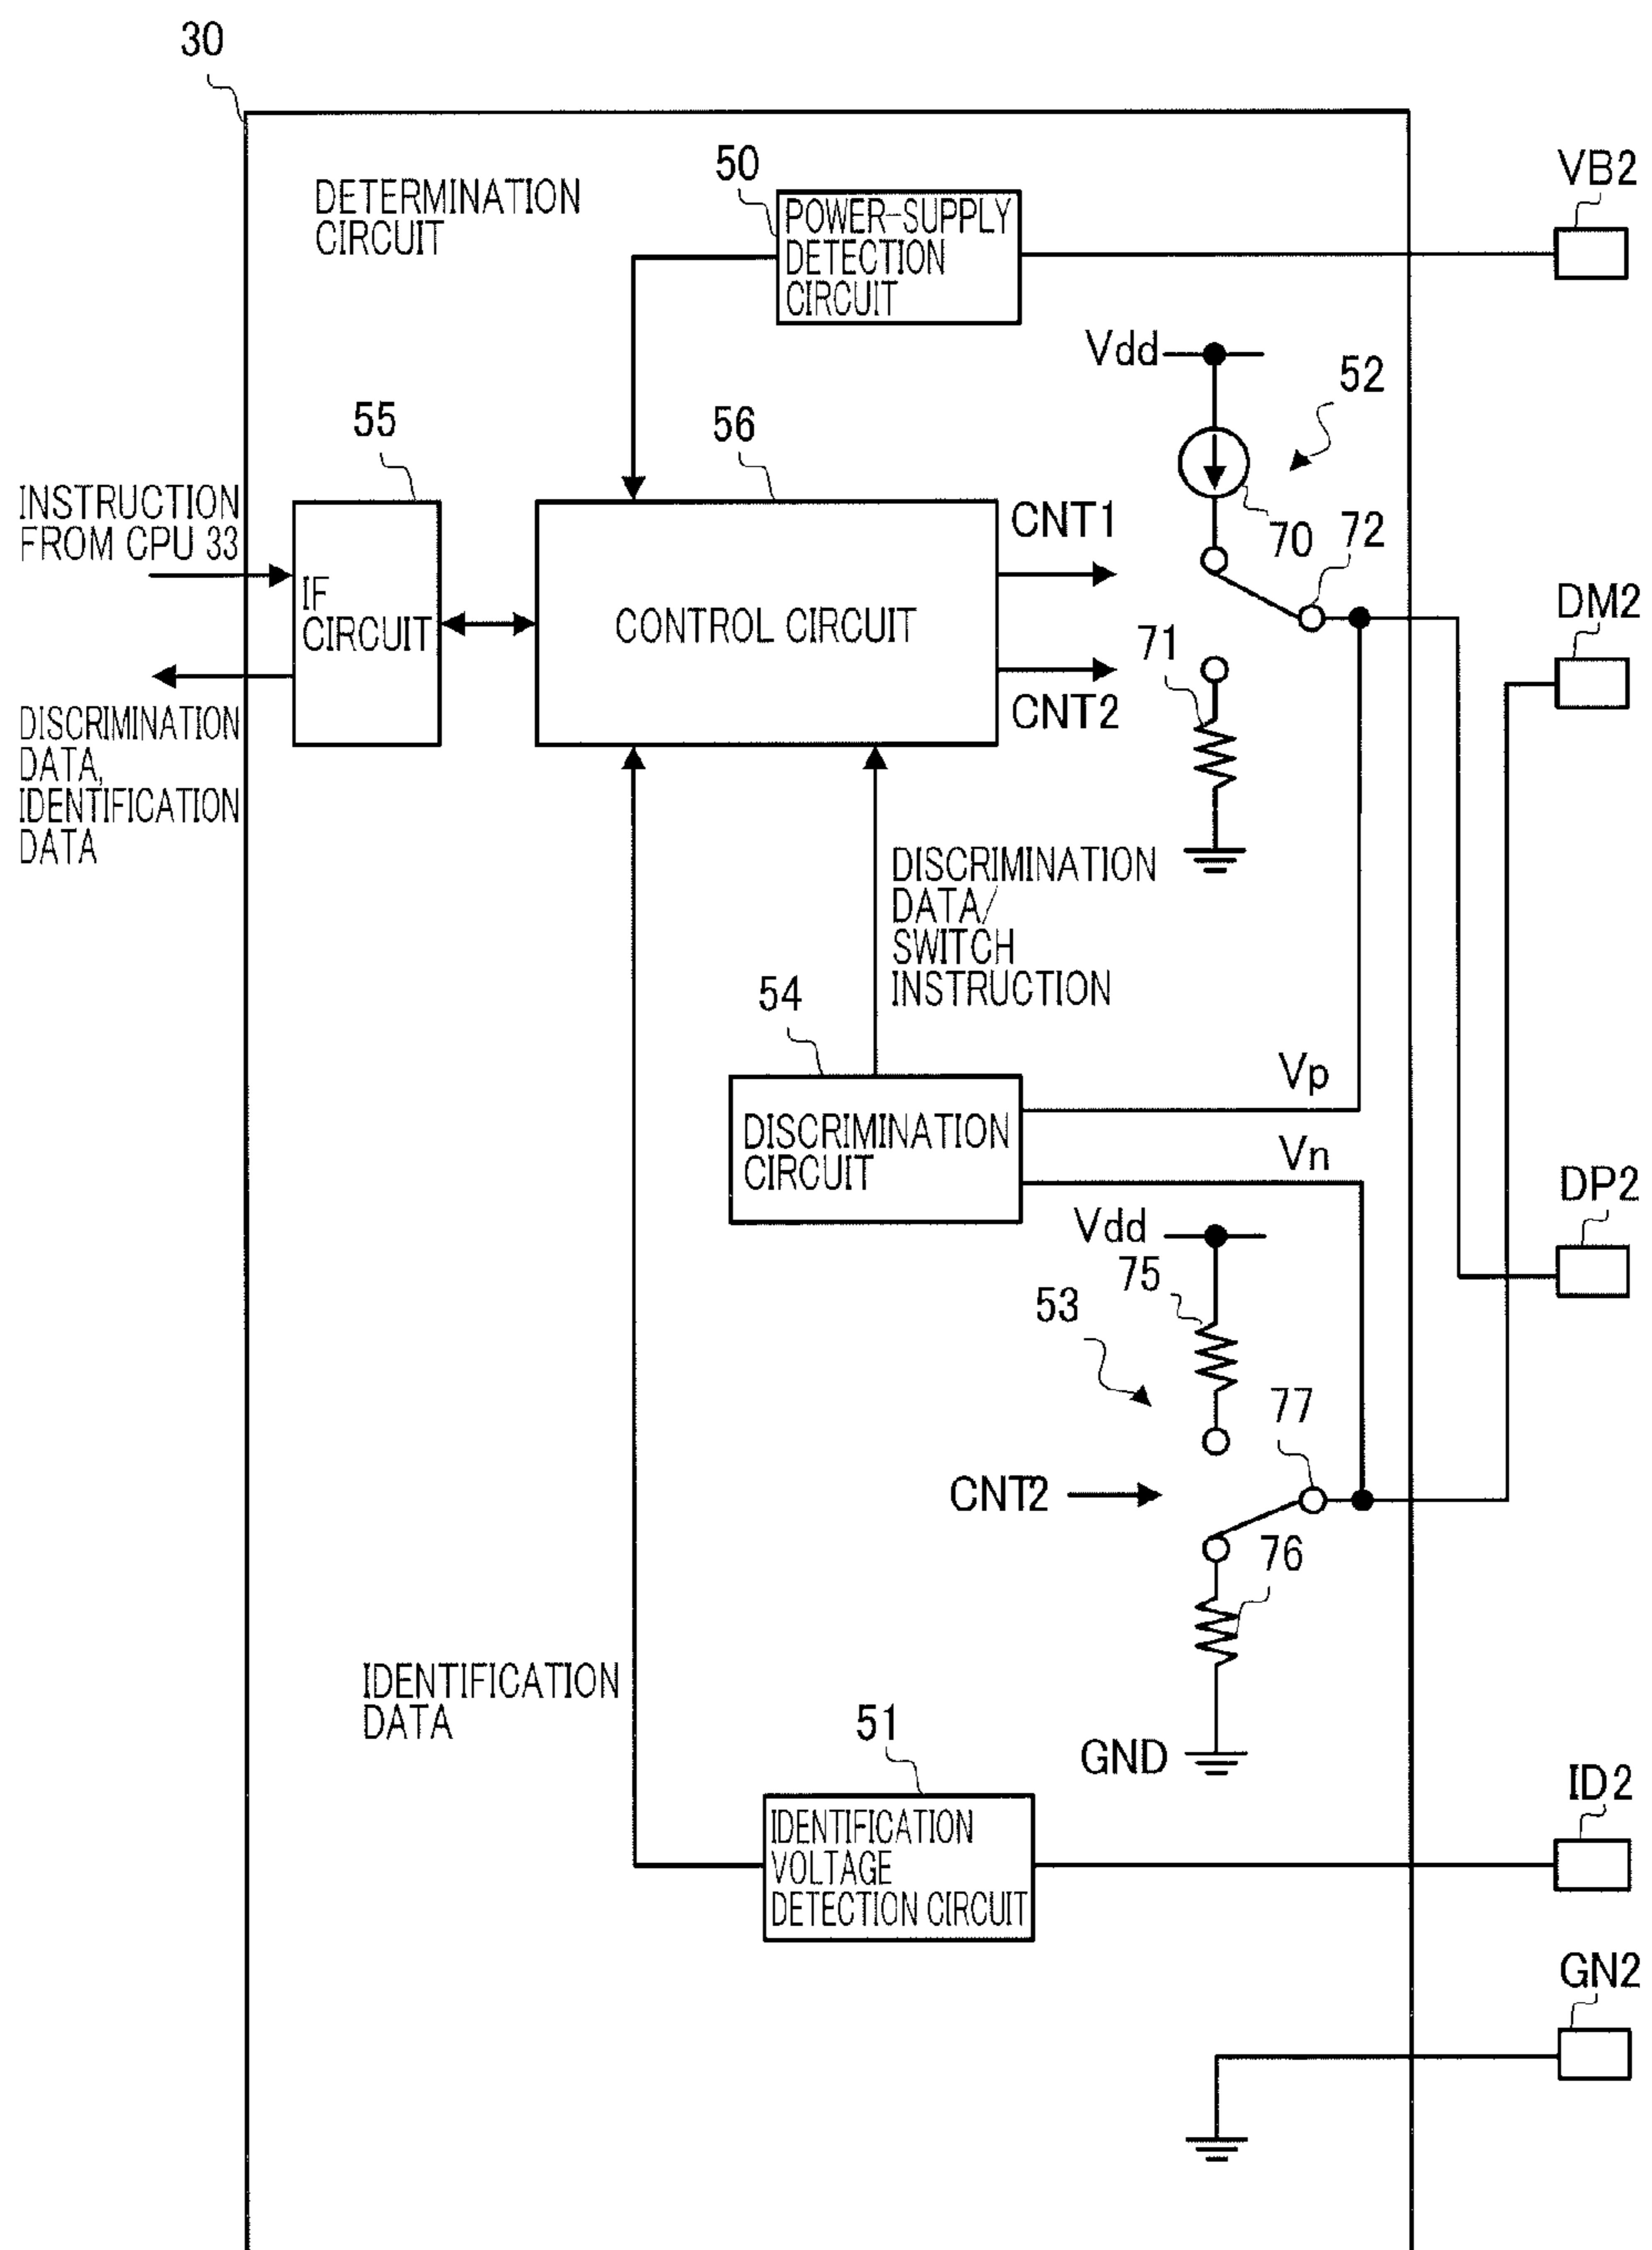 30
DETERMINATION
CIRCUIT
50
POWER-SUPPLY
DETECTION
CIRCUIT
VB2
Vdd
52
55
56
INSTRUCTION
FROM CPU 33
IF
CIRCUIT
CONTROL CIRCUIT
CNT1
CNT2
70
72
71
DM2
DISCRIMINATION
DATA,
IDENTIFICATION
DATA
DISCRIMINATION
DATA/
SWITCH
INSTRUCTION
54
DISCRIMINATION
CIRCUIT
Vp
Vn
DP2
Vdd
75
53
77
CNT2
76
GND
IDENTIFICATION
DATA
51
IDENTIFICATION
VOLTAGE
DETECTION CIRCUIT
ID2
GN2